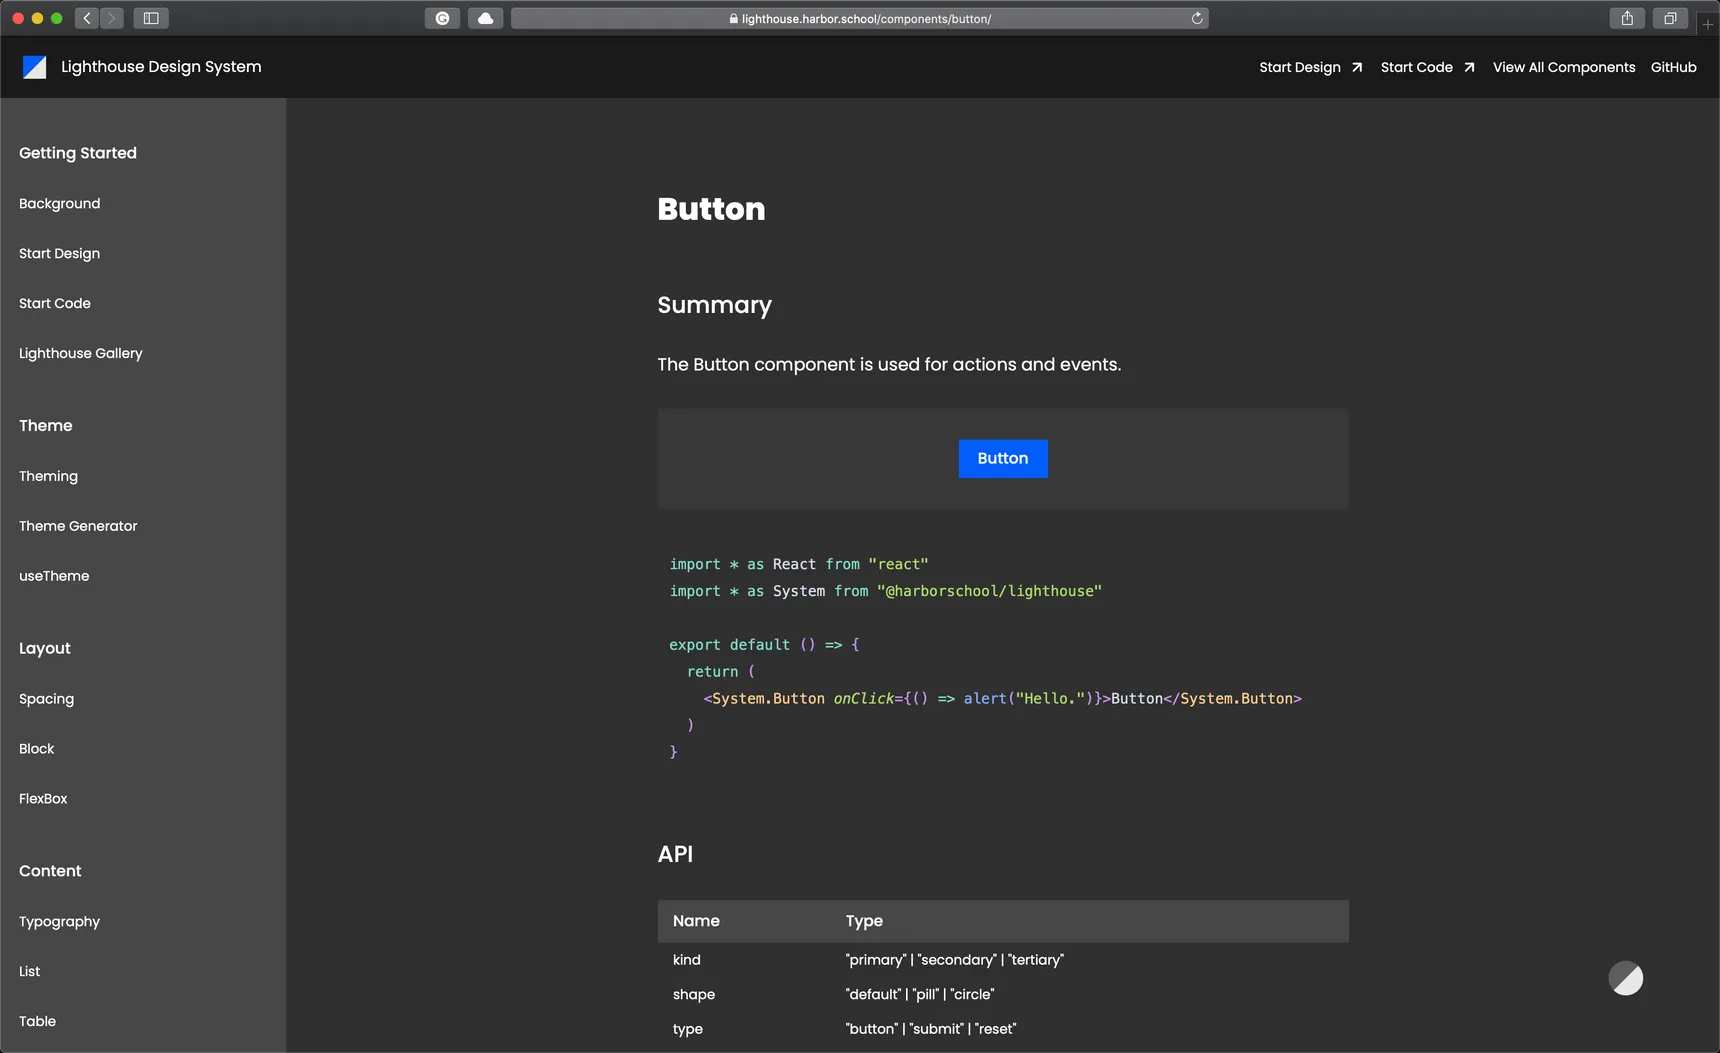 lighthouse.harbor.school/components/button/
Lighthouse Design System
Start Design
Start Code
View All Components
GitHub
Getting Started
Background
Start Design
Start Code
Lighthouse Gallery
Theme
Theming
Theme Generator
useTheme
Layout
Spacing
Block
FlexBox
Content
Typography
List
Table
Button
Summary
The Button component is used for actions and events.
Button
import * as React from "react"
import * as System from "@harborschool/lighthouse"
export default () => {
return (
<System.Button onClick={() => alert("Hello.")}>Button</System.Button>
)
}
API
Name Type
kind "primary" | "secondary" | "tertiary"
shape "default" | "pill" | "circle"
type "button" | "submit" | "reset"